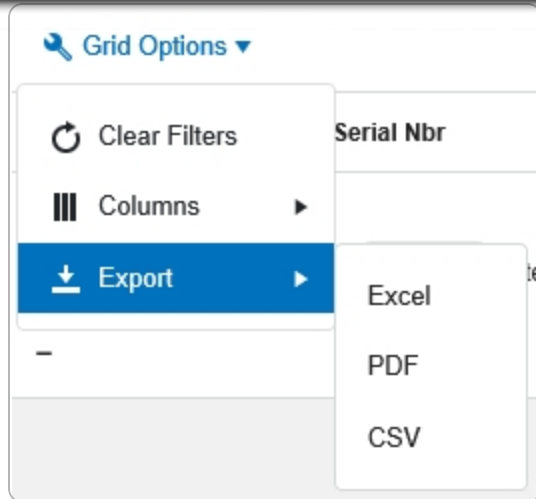 Grid Options
Clear Filters
Serial Nbr
Columns
Export
Excel
PDF
CSV